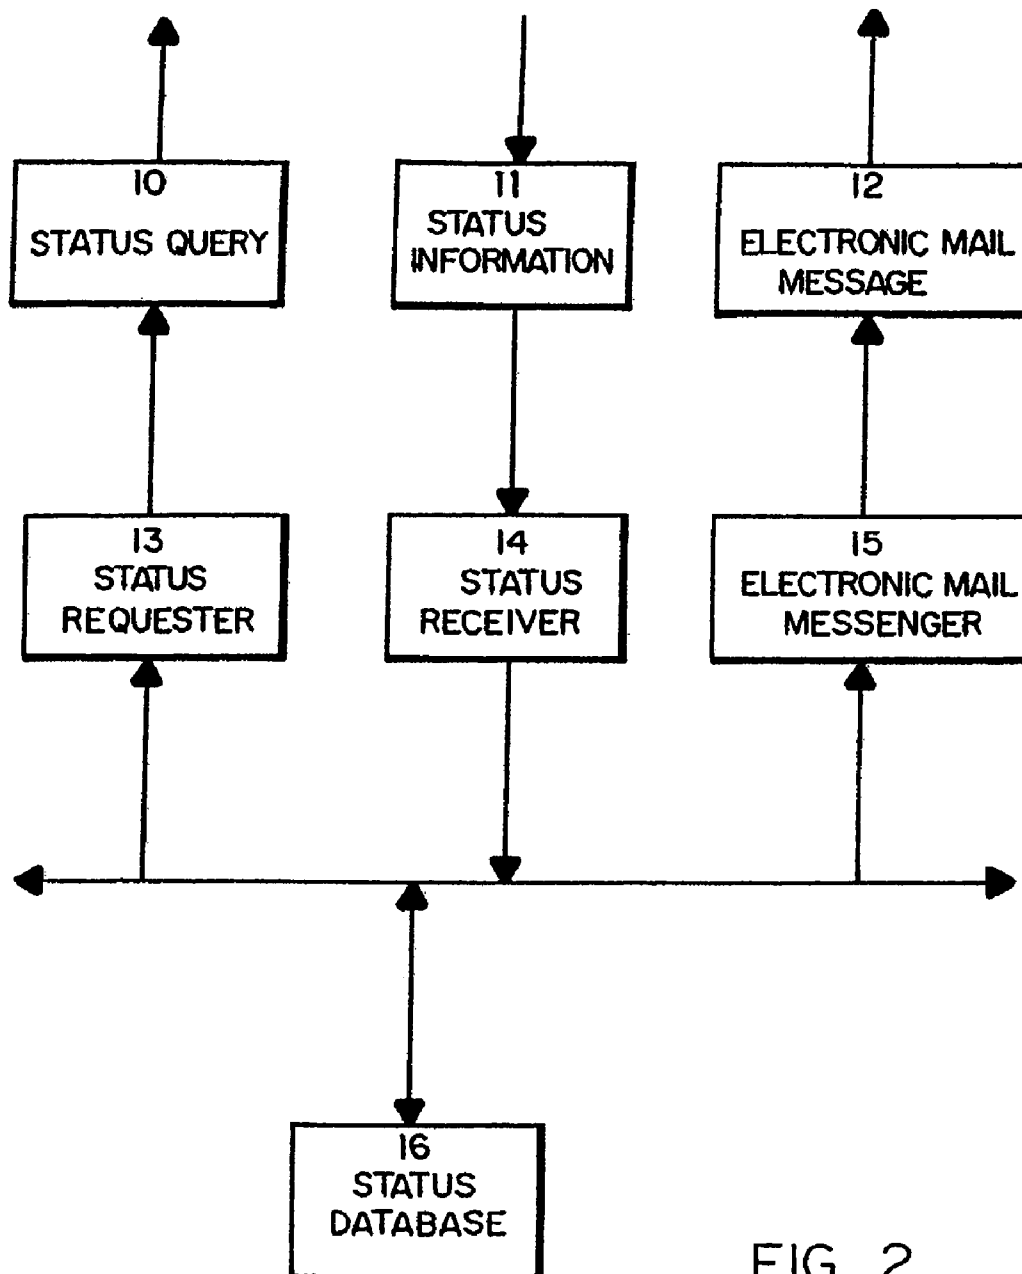 10
STATUS QUERY
11
STATUS
INFORMATION
12
ELECTRONIC MAIL
MESSAGE
13
STATUS
REQUESTER
14
STATUS
RECEIVER
15
ELECTRONIC MAIL
MESSENGER
16
STATUS
DATABASE
FIG. 2